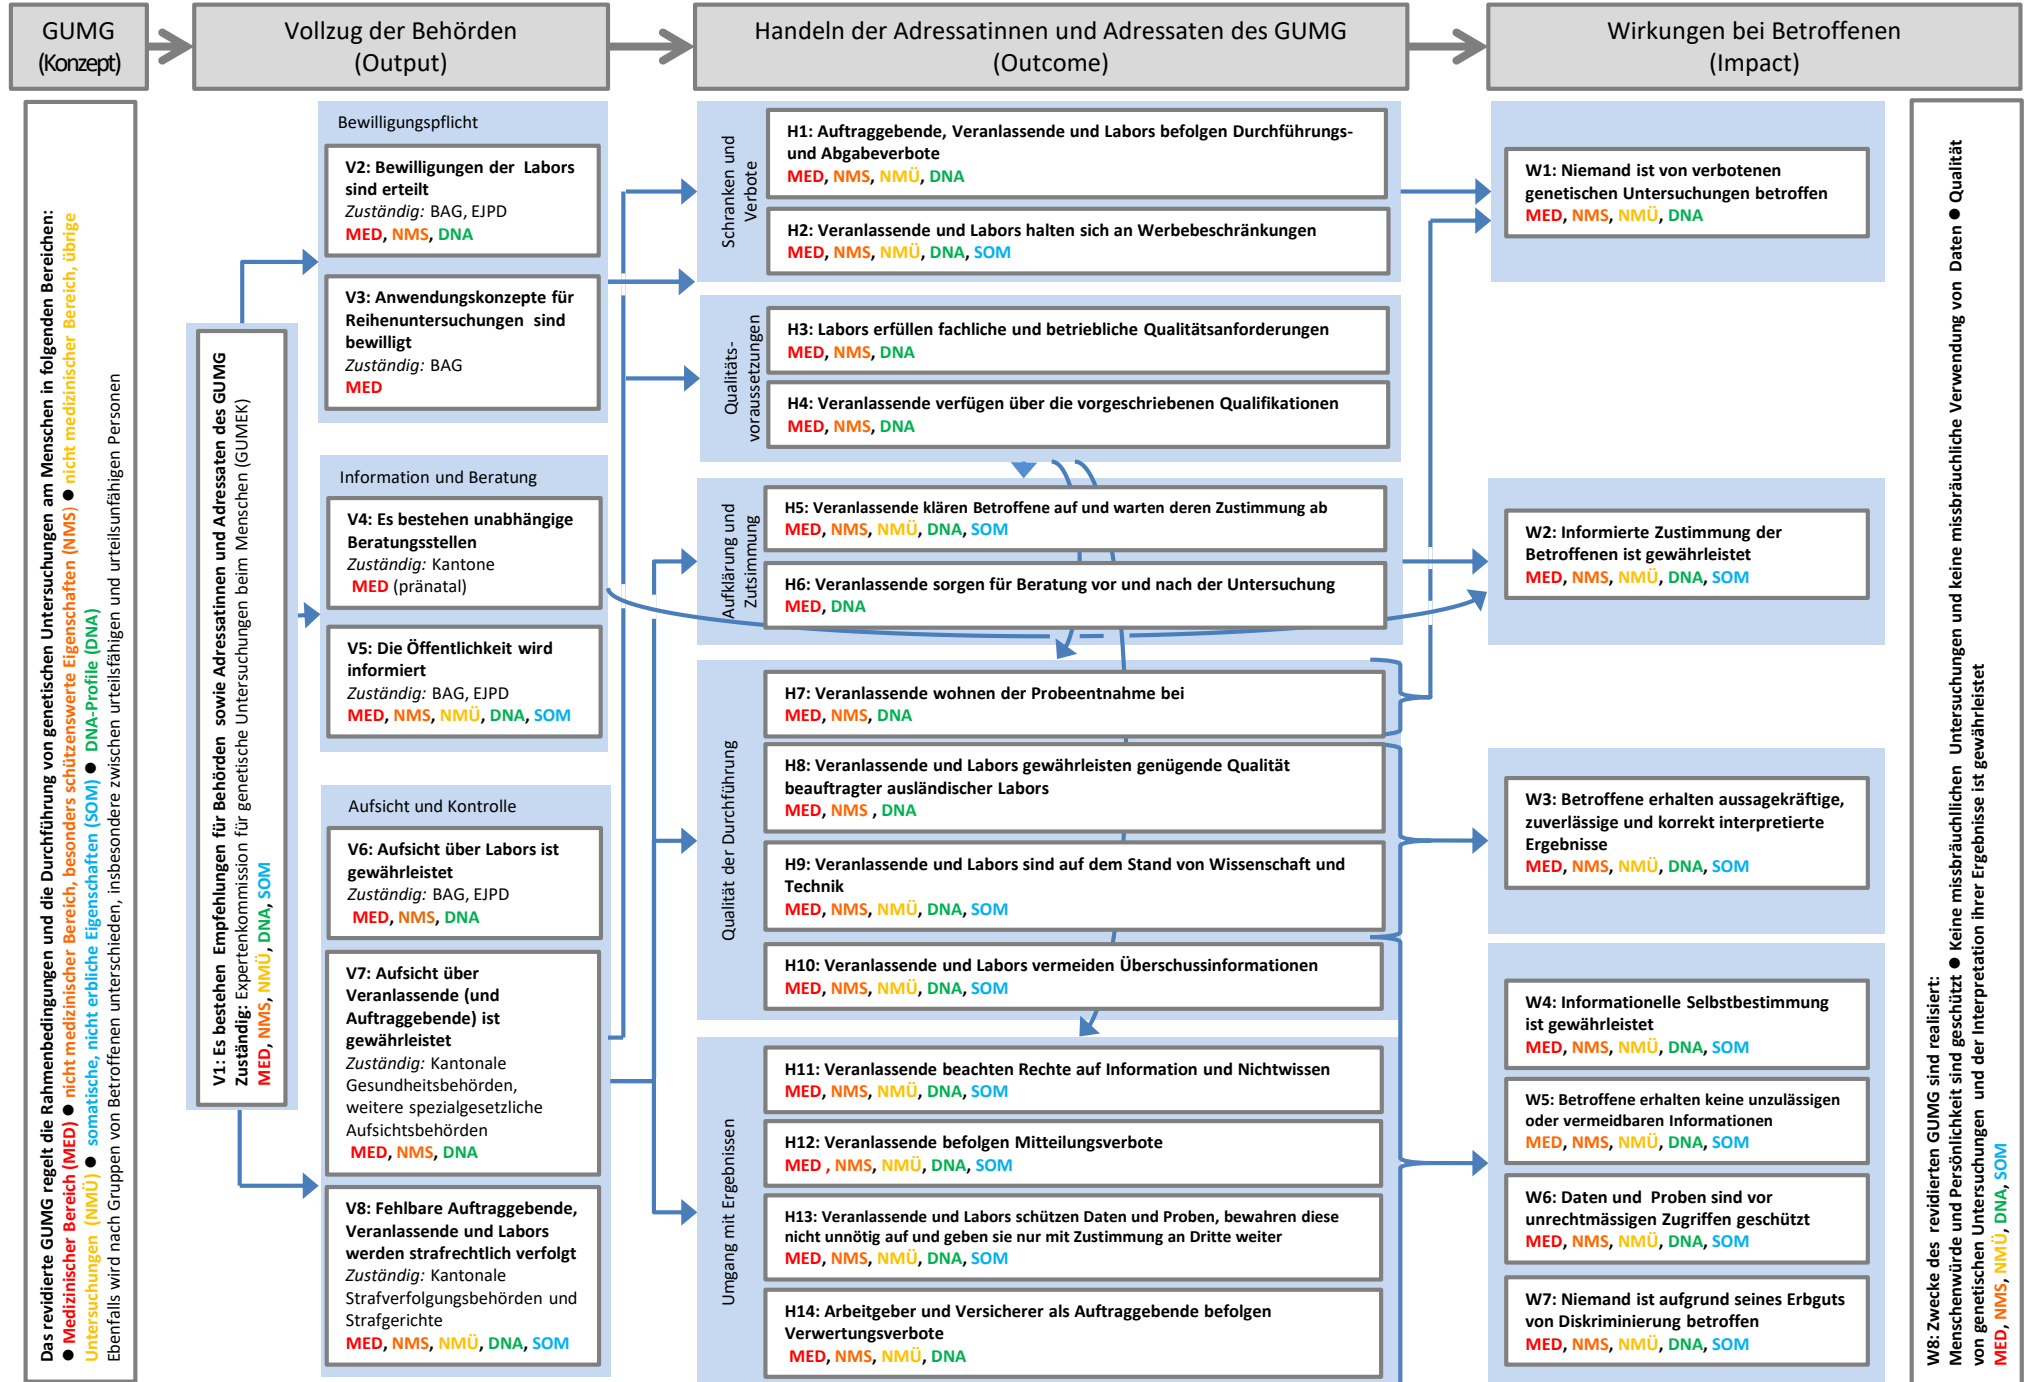 GUMG
(Konzept)
Vollzug der Behörden
(Output)
Handeln der Adressatinnen und Adressaten des GUMG
(Outcome)
Wirkungen bei Betroffenen
(Impact)
Das revidierte GUMG regelt die Rahmenbedingungen und die Durchführung von genetischen Untersuchungen am Menschen in folgenden Bereichen:
● Medizinischer Bereich (MED) ● nicht medizinischer Bereich, besonders schützenswerte Eigenschaften (NMS) ● nicht medizinischer Bereich, übrige
Untersuchungen (NMÜ) ● somatische, nicht erbliche Eigenschaften (SOM) ● DNA-Profile (DNA)
Ebenfalls wird nach Gruppen von Betroffenen unterschieden, insbesondere zwischen urteilsfähigen und urteilsunfähigen Personen
V1: Es bestehen Empfehlungen für Behörden sowie Adressatinnen und Adressaten des GUMG
Zuständig: Expertenkommission für genetische Untersuchungen beim Menschen (GUMEK)
MED, NMS, NMÜ, DNA, SOM
Bewilligungspflicht
V2: Bewilligungen der Labors
sind erteilt
Zuständig: BAG, EJPD
MED, NMS, DNA
V3: Anwendungskonzepte für
Reihenuntersuchungen sind
bewilligt
Zuständig: BAG
MED
Information und Beratung
V4: Es bestehen unabhängige
Beratungsstellen
Zuständig: Kantone
MED (pränatal)
V5: Die Öffentlichkeit wird
informiert
Zuständig: BAG, EJPD
MED, NMS, NMÜ, DNA, SOM
Aufsicht und Kontrolle
V6: Aufsicht über Labors ist
gewährleistet
Zuständig: BAG, EJPD
MED, NMS, DNA
V7: Aufsicht über
Veranlassende (und
Auftraggebende) ist
gewährleistet
Zuständig: Kantonale
Gesundheitsbehörden,
weitere spezialgesetzliche
Aufsichtsbehörden
MED, NMS, DNA
V8: Fehlbare Auftraggebende,
Veranlassende und Labors
werden strafrechtlich verfolgt
Zuständig: Kantonale
Strafverfolgungsbehörden und
Strafgerichte
MED, NMS, NMÜ, DNA, SOM
Schranken und
Verbote
H1: Auftraggebende, Veranlassende und Labors befolgen Durchführungs-
und Abgabeverbote
MED, NMS, NMÜ, DNA
H2: Veranlassende und Labors halten sich an Werbebeschränkungen
MED, NMS, NMÜ, DNA, SOM
Qualitäts-
voraussetzungen
H3: Labors erfüllen fachliche und betriebliche Qualitätsanforderungen
MED, NMS, DNA
H4: Veranlassende verfügen über die vorgeschriebenen Qualifikationen
MED, NMS, DNA
Aufklärung und
Zutsimmung
H5: Veranlassende klären Betroffene auf und warten deren Zustimmung ab
MED, NMS, NMÜ, DNA, SOM
H6: Veranlassende sorgen für Beratung vor und nach der Untersuchung
MED, DNA
Qualität der Durchführung
H7: Veranlassende wohnen der Probeentnahme bei
MED, NMS, DNA
H8: Veranlassende und Labors gewährleisten genügende Qualität
beauftragter ausländischer Labors
MED, NMS , DNA
H9: Veranlassende und Labors sind auf dem Stand von Wissenschaft und
Technik
MED, NMS, NMÜ, DNA, SOM
H10: Veranlassende und Labors vermeiden Überschussinformationen
MED, NMS, NMÜ, DNA, SOM
Umgang mit Ergebnissen
H11: Veranlassende beachten Rechte auf Information und Nichtwissen
MED, NMS, NMÜ, DNA, SOM
H12: Veranlassende befolgen Mitteilungsverbote
MED , NMS, NMÜ, DNA, SOM
H13: Veranlassende und Labors schützen Daten und Proben, bewahren diese
nicht unnötig auf und geben sie nur mit Zustimmung an Dritte weiter
MED, NMS, NMÜ, DNA, SOM
H14: Arbeitgeber und Versicherer als Auftraggebende befolgen
Verwertungsverbote
MED, NMS, NMÜ, DNA
W1: Niemand ist von verbotenen
genetischen Untersuchungen
betroffen
MED, NMS, NMÜ, DNA
W2: Informierte Zustimmung der
Betroffenen ist gewährleistet
MED, NMS, NMÜ, DNA, SOM
W3: Betroffene erhalten aussagekräftige,
zuverlässige und korrekt interpretierte
Ergebnisse
MED, NMS, NMÜ, DNA, SOM
W4: Informationelle Selbstbestimmung
ist gewährleistet
MED, NMS, NMÜ, DNA, SOM
W5: Betroffene erhalten keine unzulässigen
oder vermeidbaren Informationen
MED, NMS, NMÜ, DNA, SOM
W6: Daten und Proben sind vor
unrechtmässigen Zugriffen geschützt
MED, NMS, NMÜ, DNA, SOM
W7: Niemand ist aufgrund seines Erbguts
von Diskriminierung betroffen
MED, NMS, NMÜ, DNA, SOM
W8: Zwecke des revidierten GUMG sind realisiert:
Menschenwürde und Persönlichkeit sind geschützt ● Keine missbräuchlichen Untersuchungen und keine missbräuchliche Verwendung von Daten ● Qualität
von genetischen Untersuchungen und der Interpretation ihrer Ergebnisse ist gewährleistet
MED, NMS, NMÜ, DNA, SOM